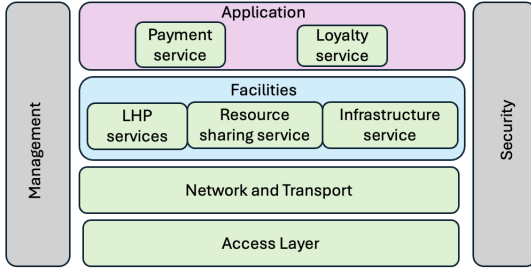 Application
Payment
service
Loyalty
service
Facilities
LHP
services
Resource
sharing service
Infrastructure
service
Network and Transport
Access Layer
Management
Security